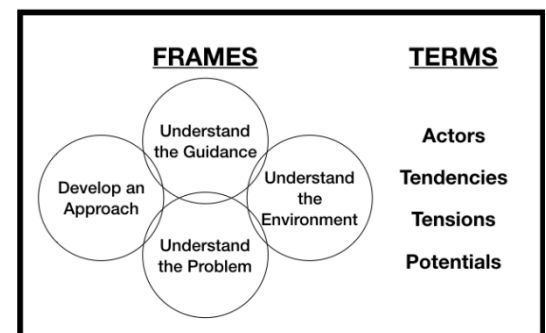 FRAMES
Understand
the Guidance
Develop an
Approach
Understand
the
Environment
Understand
the Problem
TERMS
Actors
Tendencies
Tensions
Potentials